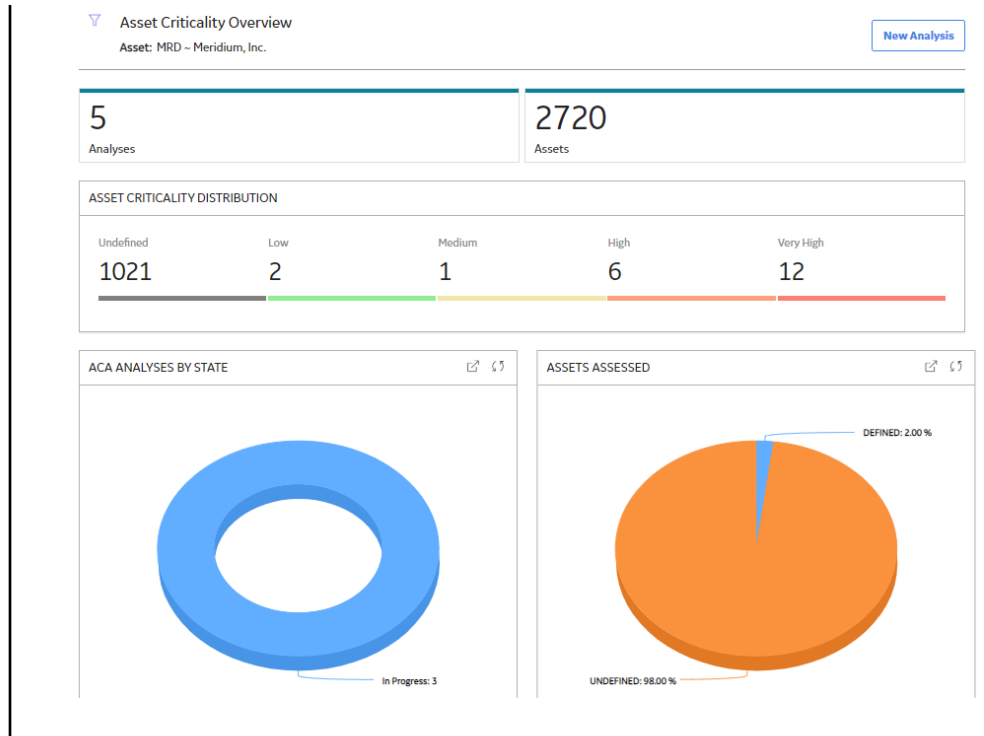 Asset Criticality Overview
Asset: MRD ~ Meridium, Inc.
New Analysis
5
Analyses
2720
Assets
ASSET CRITICALITY DISTRIBUTION
Undefined Low Medium High Very High
1021 2 1 6 12
ACA ANALYSES BY STATE
In Progress: 3
ASSETS ASSESSED
DEFINED: 2.00 %
UNDEFINED: 98.00 %